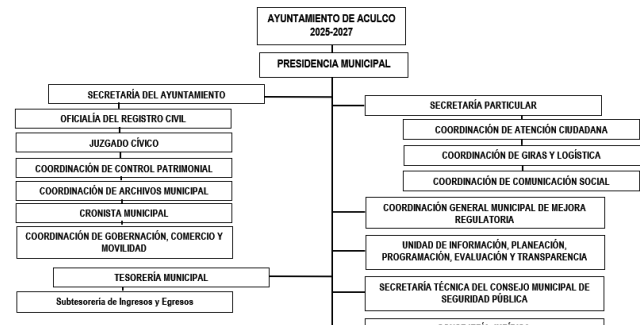 AYUNTAMIENTO DE ACULCO
2025-2027
PRESIDENCIA MUNICIPAL
SECRETARÍA DEL AYUNTAMIENTO
OFICIALÍA DEL REGISTRO CIVIL
JUZGADO CÍVICO
COORDINACIÓN DE CONTROL PATRIMONIAL
COORDINACIÓN DE ARCHIVOS MUNICIPAL
CRONISTA MUNICIPAL
COORDINACIÓN DE GOBERNACIÓN, COMERCIO Y
MOVILIDAD
TESORERÍA MUNICIPAL
Subtesorería de Ingresos y Egresos
SECRETARÍA PARTICULAR
COORDINACIÓN DE ATENCIÓN CIUDADANA
COORDINACIÓN DE GIRAS Y LOGÍSTICA
COORDINACIÓN DE COMUNICACIÓN SOCIAL
COORDINACIÓN GENERAL MUNICIPAL DE MEJORA
REGULATORIA
UNIDAD DE INFORMACIÓN, PLANEACIÓN,
PROGRAMACIÓN, EVALUACIÓN Y TRANSPARENCIA
SECRETARÍA TÉCNICA DEL CONSEJO MUNICIPAL DE
SEGURIDAD PÚBLICA